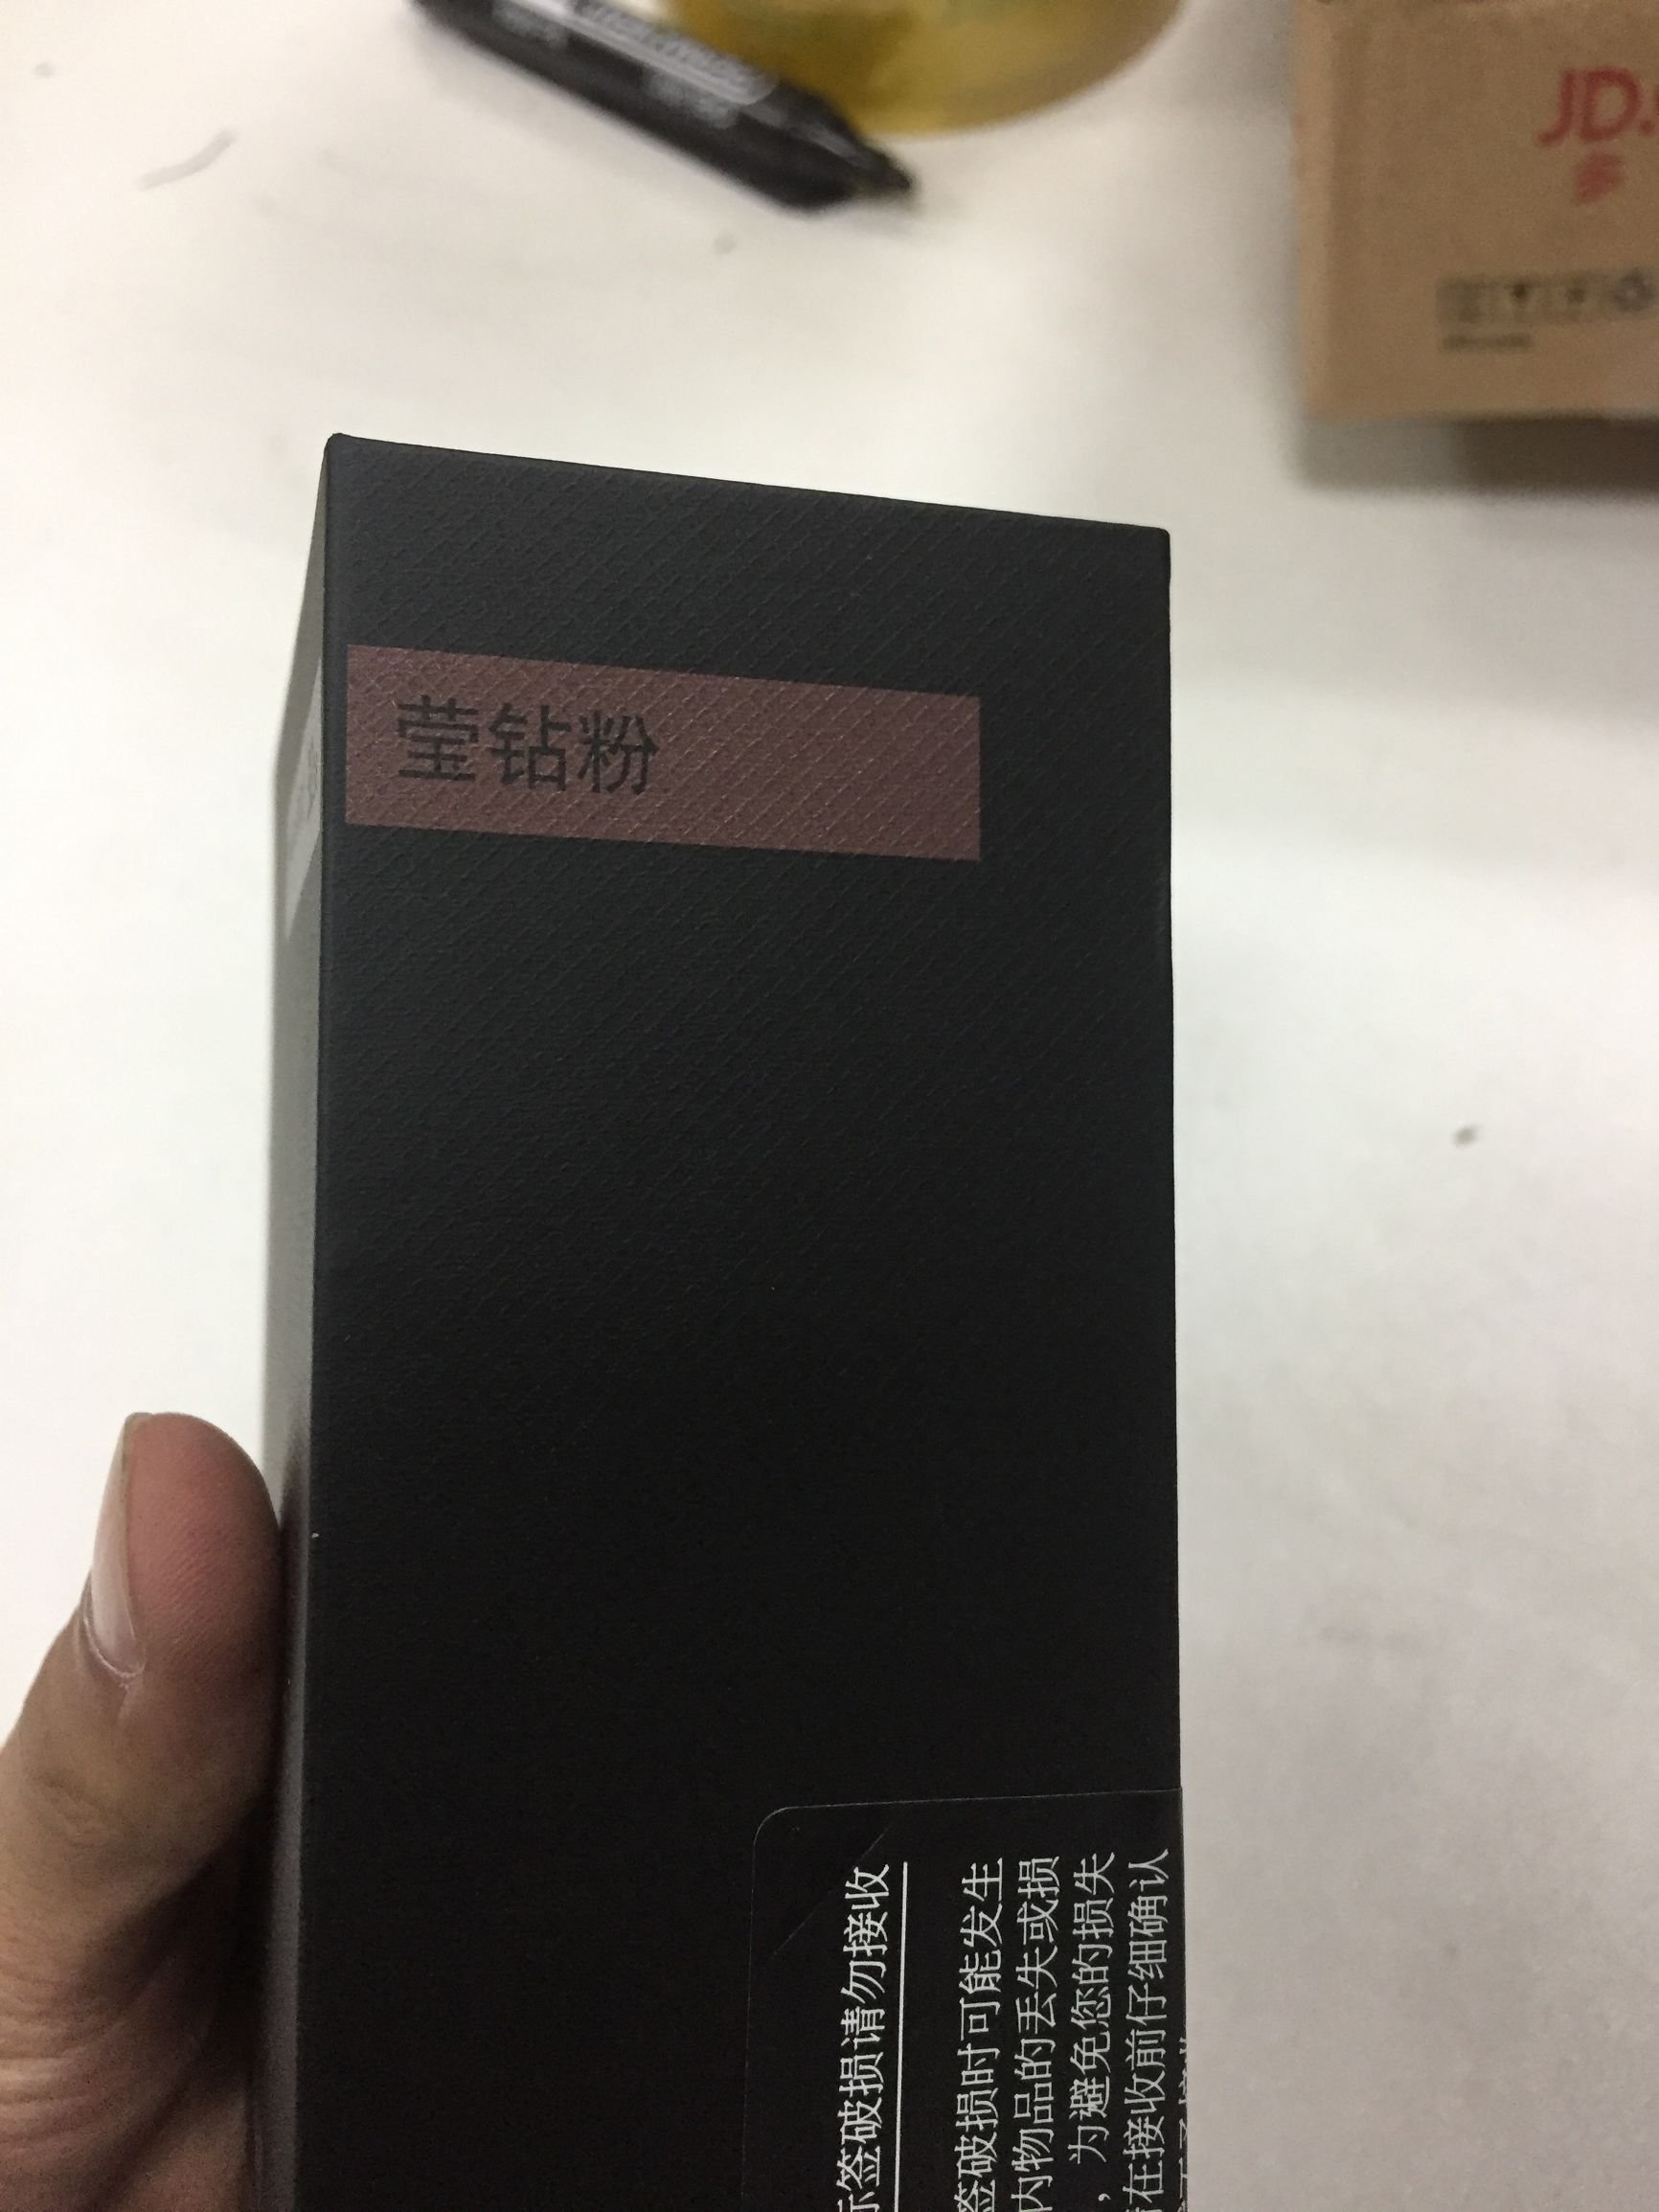 JD.
莹钻粉
标签破损请勿接收
签破损时可能发生
内物品的丢失或损
，为避免您的损失
在接收前仔细确认